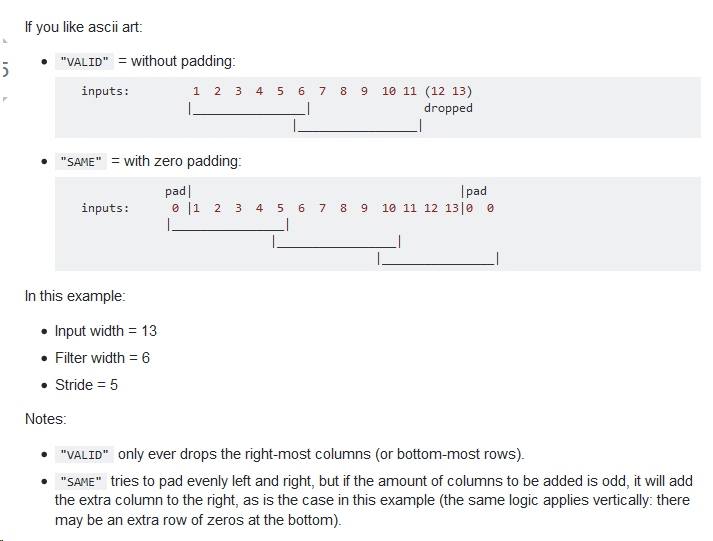 If you like ascii art:
5
• "VALID" = without padding:
inputs: 1 2 3 4 5 6 7 8 9 10 11 (12 13)
|________________| dropped
|_________________|
• "SAME" = with zero padding:
pad| |pad
inputs: 0 |1 2 3 4 5 6 7 8 9 10 11 12 13|0 0
|________________|
|_________________|
|________________|
In this example:
• Input width = 13
• Filter width = 6
• Stride = 5
Notes:
• "VALID" only ever drops the right-most columns (or bottom-most rows).
• "SAME" tries to pad evenly left and right, but if the amount of columns to be added is odd, it will add
the extra column to the right, as is the case in this example (the same logic applies vertically: there
may be an extra row of zeros at the bottom).